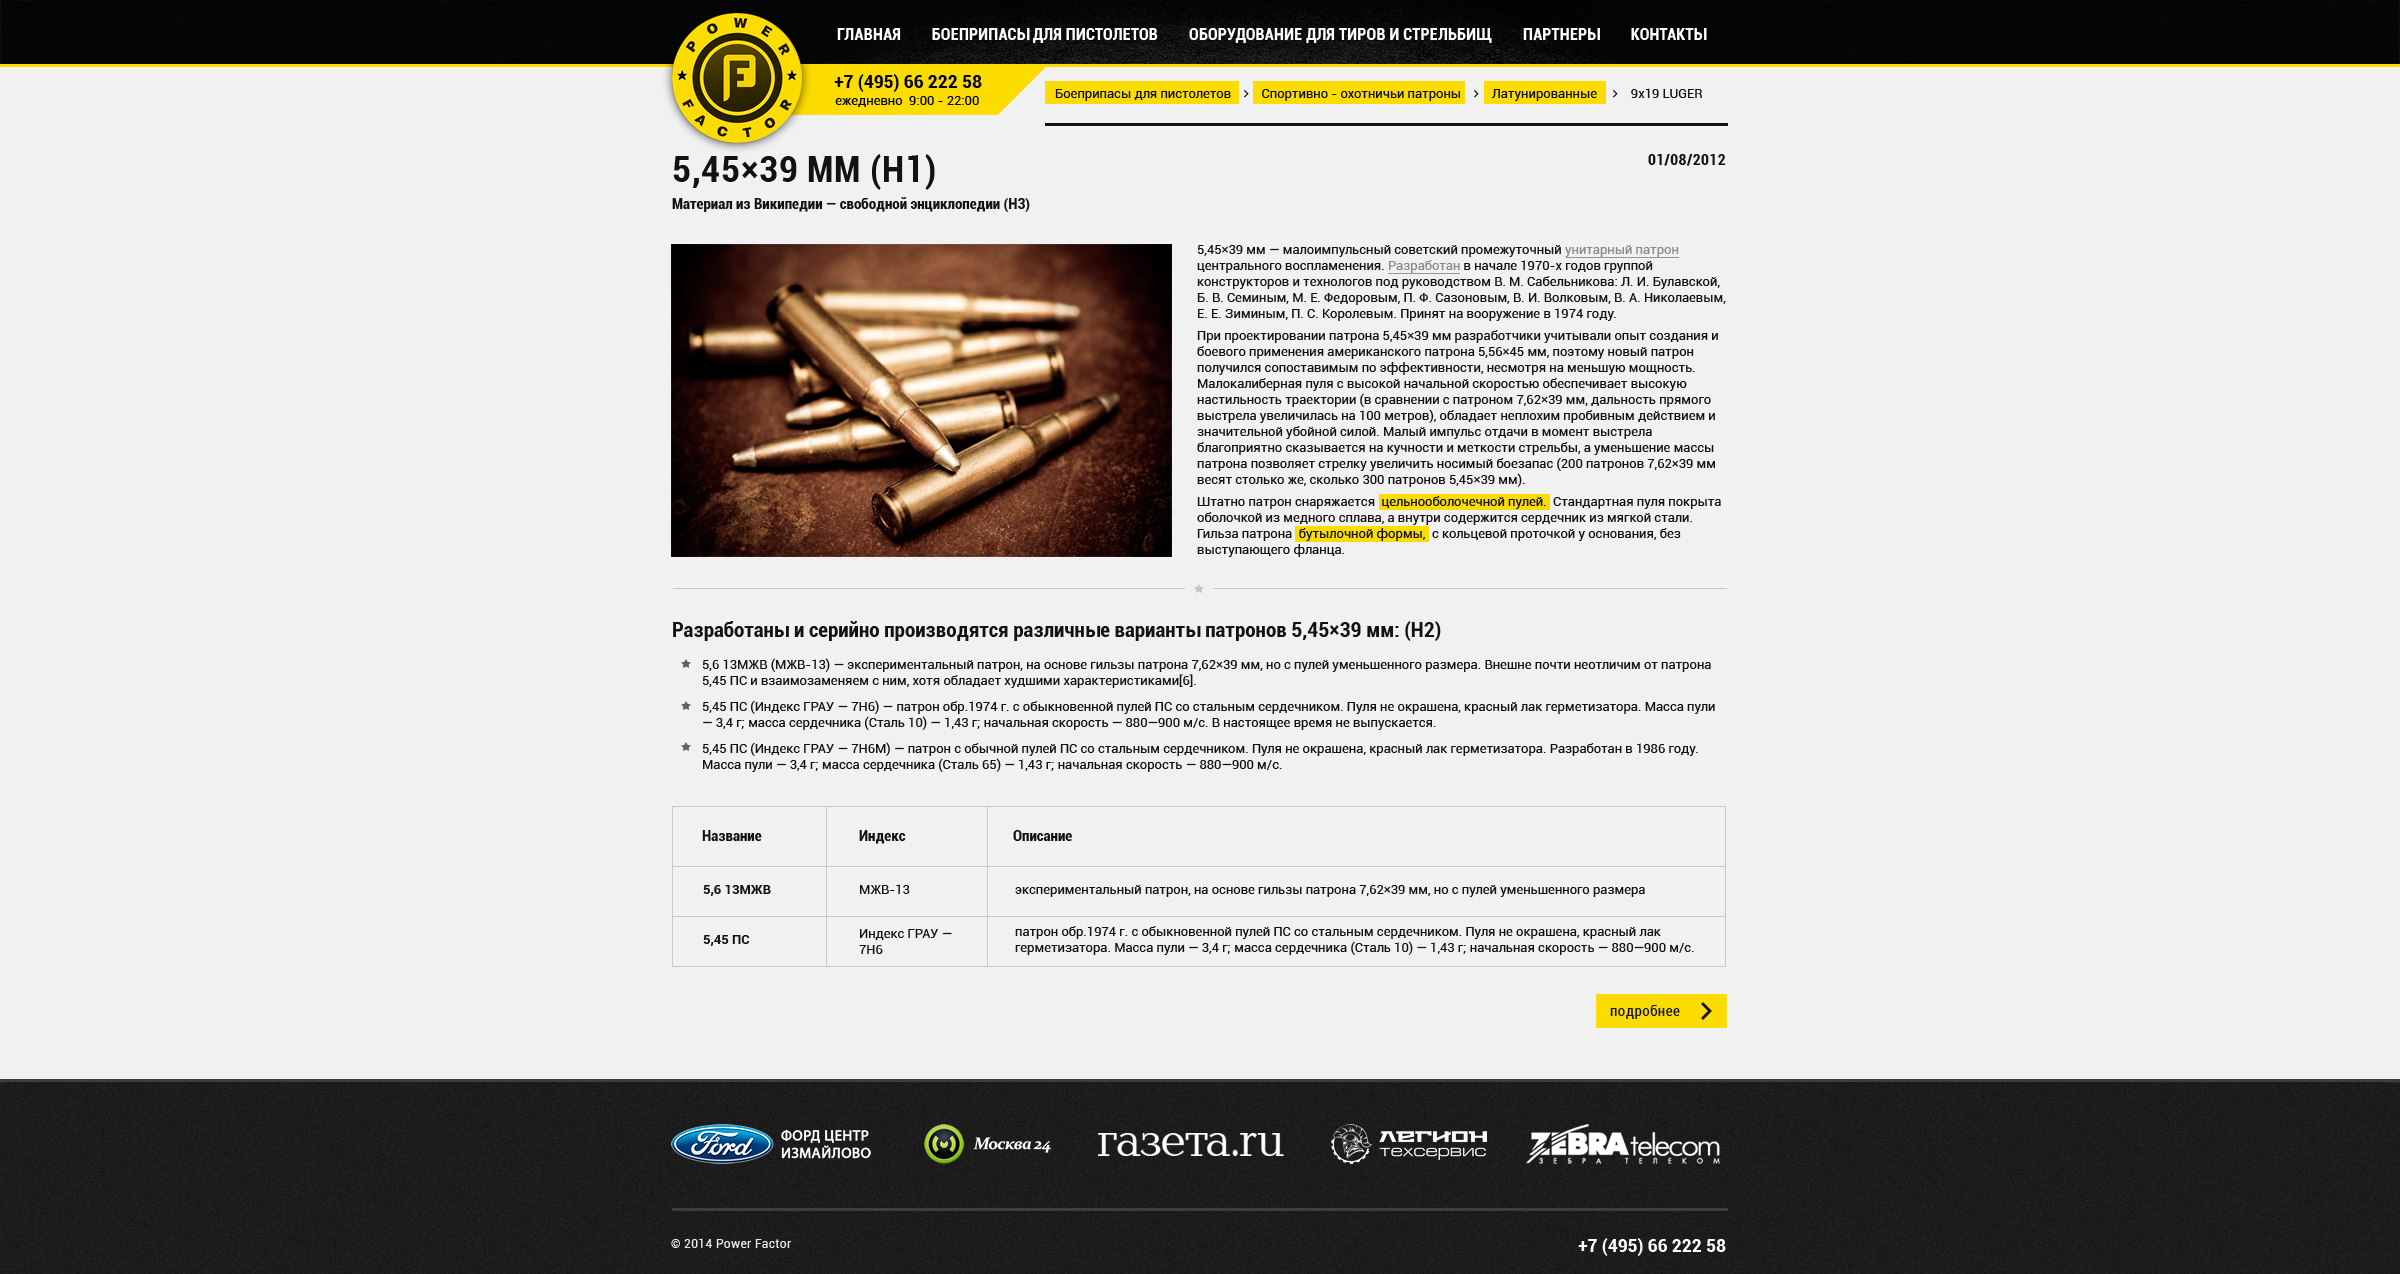 POWER FACTOR
ГЛАВНАЯ
БОЕПРИПАСЫ ДЛЯ ПИСТОЛЕТОВ
ОБОРУДОВАНИЕ ДЛЯ ТИРОВ И СТРЕЛЬБИЩ
ПАРТНЕРЫ
КОНТАКТЫ
+7 (495) 66 222 58
ежедневно 9:00 - 22:00
Боеприпасы для пистолетов > Спортивно - охотничьи патроны > Латунированные > 9x19 LUGER
5,45×39 ММ (H1)
01/08/2012
Материал из Википедии — свободной энциклопедии (H3)
5,45×39 мм — малоимпульсный советский промежуточный унитарный патрон
центрального воспламенения. Разработан в начале 1970-х годов группой
конструкторов и технологов под руководством В. М. Сабельникова: Л. И. Булавской,
Б. В. Семиным, М. Е. Федоровым, П. Ф. Сазоновым, В. И. Волковым, В. А. Николаевым,
Е. Е. Зиминым, П. С. Королевым. Принят на вооружение в 1974 году.
При проектировании патрона 5,45×39 мм разработчики учитывали опыт создания и
боевого применения американского патрона 5,56×45 мм, поэтому новый патрон
получился сопоставимым по эффективности, несмотря на меньшую мощность.
Малокалиберная пуля с высокой начальной скоростью обеспечивает высокую
настильность траектории (в сравнении с патроном 7,62×39 мм, дальность прямого
выстрела увеличилась на 100 метров), обладает неплохим пробивным действием и
значительной убойной силой. Малый импульс отдачи в момент выстрела
благоприятно сказывается на кучности и меткости стрельбы, а уменьшение массы
патрона позволяет стрелку увеличить носимый боезапас (200 патронов 7,62×39 мм
весят столько же, сколько 300 патронов 5,45×39 мм).
Штатно патрон снаряжается цельнооболочечной пулей. Стандартная пуля покрыта
оболочкой из медного сплава, а внутри содержится сердечник из мягкой стали.
Гильза патрона бутылочной формы, с кольцевой проточкой у основания, без
выступающего фланца.
Разработаны и серийно производятся различные варианты патронов 5,45×39 мм: (H2)
5,6 13МЖВ (МЖВ-13) — экспериментальный патрон, на основе гильзы патрона 7,62×39 мм, но с пулей уменьшенного размера. Внешне почти неотличим от патрона
5,45 ПС и взаимозаменяем с ним, хотя обладает худшими характеристиками[6].
5,45 ПС (Индекс ГРАУ — 7Н6) — патрон обр.1974 г. с обыкновенной пулей ПС со стальным сердечником. Пуля не окрашена, красный лак герметизатора. Масса пули
— 3,4 г; масса сердечника (Сталь 10) — 1,43 г; начальная скорость — 880—900 м/с. В настоящее время не выпускается.
5,45 ПС (Индекс ГРАУ — 7Н6М) — патрон с обычной пулей ПС со стальным сердечником. Пуля не окрашена, красный лак герметизатора. Разработан в 1986 году.
Масса пули — 3,4 г; масса сердечника (Сталь 65) — 1,43 г; начальная скорость — 880—900 м/с.
Название
Индекс
Описание
5,6 13МЖВ
МЖВ-13
экспериментальный патрон, на основе гильзы патрона 7,62×39 мм, но с пулей уменьшенного размера
5,45 ПС
Индекс ГРАУ —
7Н6
патрон обр.1974 г. с обыкновенной пулей ПС со стальным сердечником. Пуля не окрашена, красный лак
герметизатора. Масса пули — 3,4 г; масса сердечника (Сталь 10) — 1,43 г; начальная скорость — 880—900 м/с.
подробнее
Ford
ФОРД ЦЕНТР
ИЗМАЙЛОВО
Москва 24
газета.ru
ЛЕГИОН
техсервис
ZEBRA telecom
ЗЕБРА ТЕЛЕКОМ
© 2014 Power Factor
+7 (495) 66 222 58